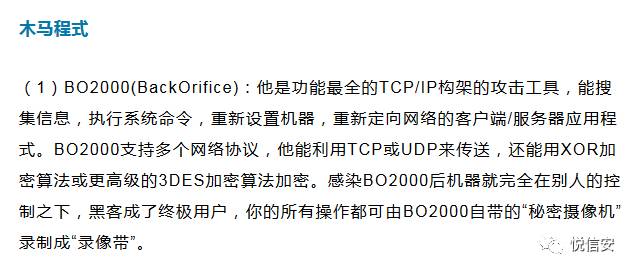 木马程式
（1）BO2000(BackOrifice)：他是功能最全的TCP/IP构架的攻击工具，能搜
集信息，执行系统命令，重新设置机器，重新定向网络的客户端/服务器应用程
式。BO2000支持多个网络协议，他能利用TCP或UDP来传送，还能用XOR加
密算法或更高级的3DES加密算法加密。感染BO2000后机器就完全在别人的控
制之下，黑客成了终极用户，你的所有操作都可由BO2000自带的“秘密摄像机”
录制成“录像带”。
悦信安